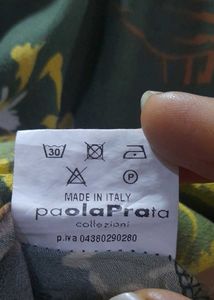 30
P
MADE IN ITALY
paolaPrata
collezioni
p.iva 04380290280